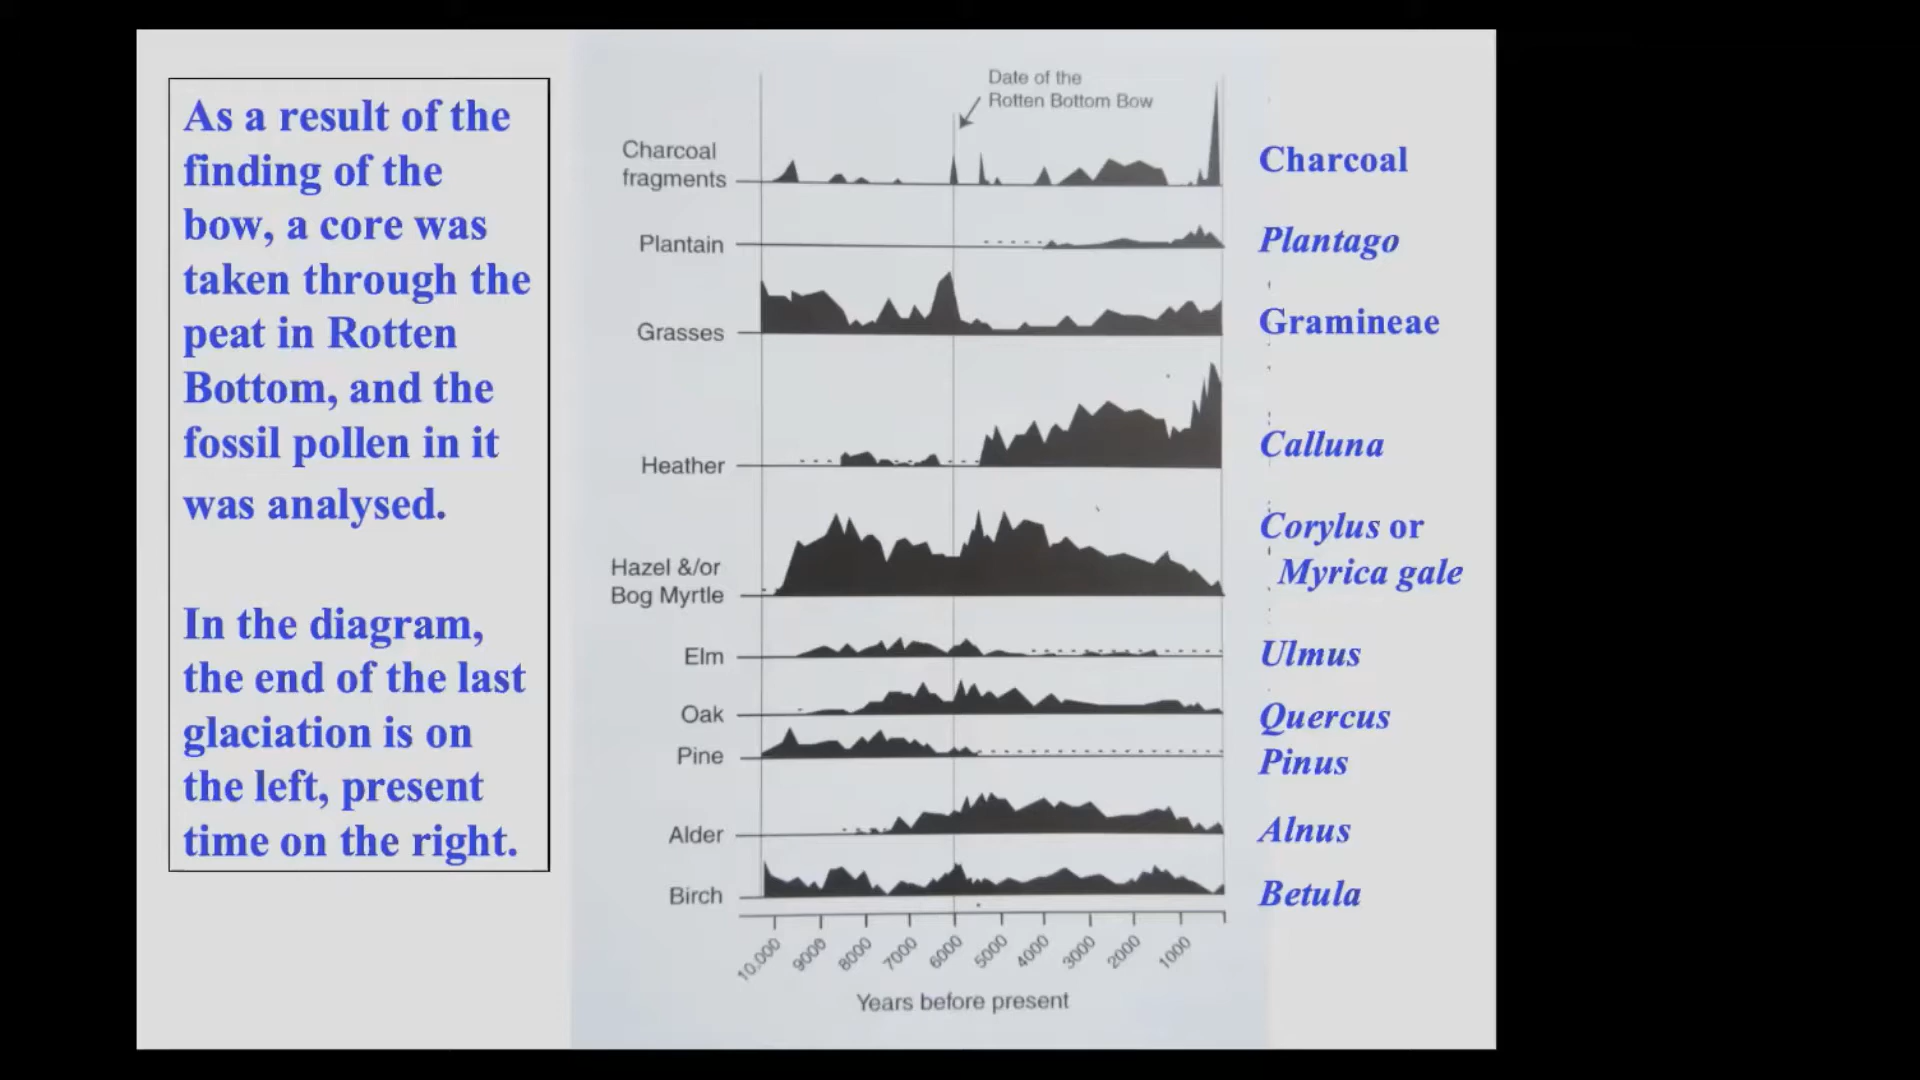 As a result of the
finding of the
bow, a core was
taken through the
peat in Rotten
Bottom, and the
fossil pollen in it
was analysed.
In the diagram,
the end of the last
glaciation is on
the left, present
time on the right.
Date of the
Rotten Bottom Bow
Charcoal
fragments
Plantain
Grasses
Heather
Hazel &/or
Bog Myrtle
Elm
Oak
Pine
Alder
Birch
10,000 9000 8000 7000 6000 5000 4000 3000 2000 1000
Years before present
Charcoal
Plantago
Gramineae
Calluna
Corylus or
Myrica gale
Ulmus
Quercus
Pinus
Alnus
Betula